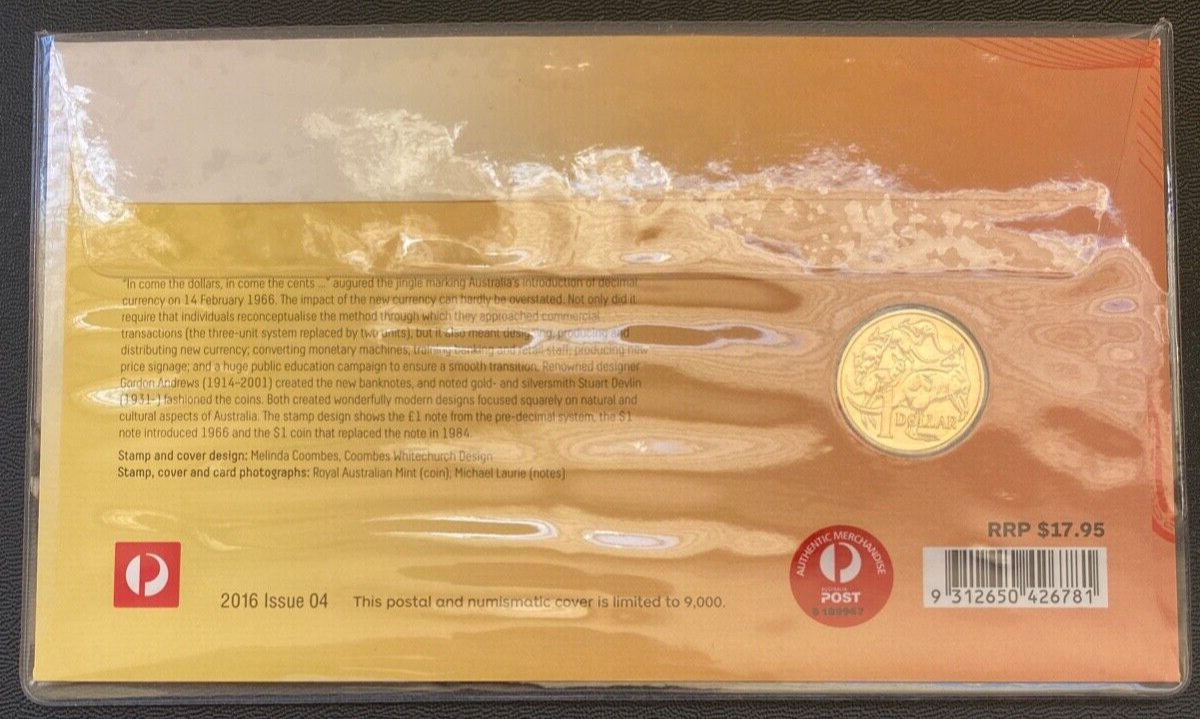 "In come the dollars, in come the cents ..." augured the jingle marking Australia's introduction of decimal
currency on 14 February 1966. The impact of the new currency can hardly be overstated. Not only did it
require that individuals reconceptualise the method through which they approached commercial
transactions (the three-unit system replaced by two units), but it also meant designing, producing and
distributing new currency; converting monetary machines; training banking and retail staff; producing new
price signage; and a huge public education campaign to ensure a smooth transition. Renowned designer
Gordon Andrews (1914–2001) created the new banknotes, and noted gold- and silversmith Stuart Devlin
(1931–) fashioned the coins. Both created wonderfully modern designs focused squarely on natural and
cultural aspects of Australia. The stamp design shows the £1 note from the pre-decimal system, the $1
note introduced 1966 and the $1 coin that replaced the note in 1984.
Stamp and cover design: Melinda Coombes, Coombes Whitechurch Design
Stamp, cover and card photographs: Royal Australian Mint (coin); Michael Laurie (notes)
1 DOLLAR
RRP $17.95
AUTHENTIC MERCHANDISE
AUSTRALIA
POST
2016 Issue 04 This postal and numismatic cover is limited to 9,000.
9 312650 426781